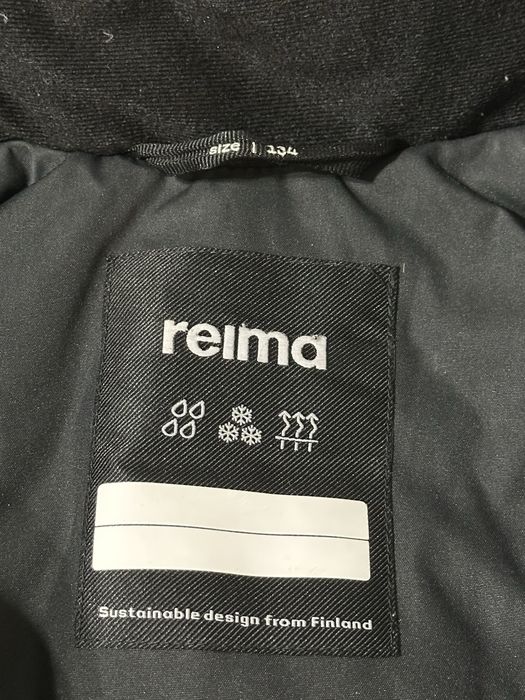 size | 134
reima
Sustainable design from Finland